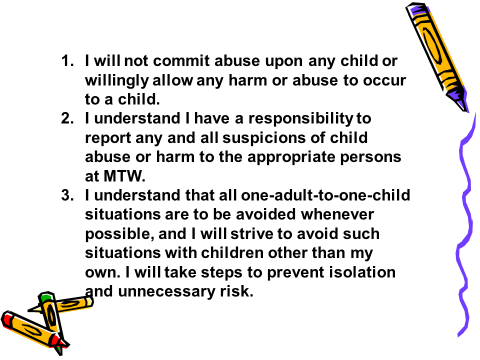 1. I will not commit abuse upon any child or
willingly allow any harm or abuse to occur
to a child.
2. I understand I have a responsibility to
report any and all suspicions of child
abuse or harm to the appropriate persons
at MTW.
3. I understand that all one-adult-to-one-child
situations are to be avoided whenever
possible, and I will strive to avoid such
situations with children other than my
own. I will take steps to prevent isolation
and unnecessary risk.